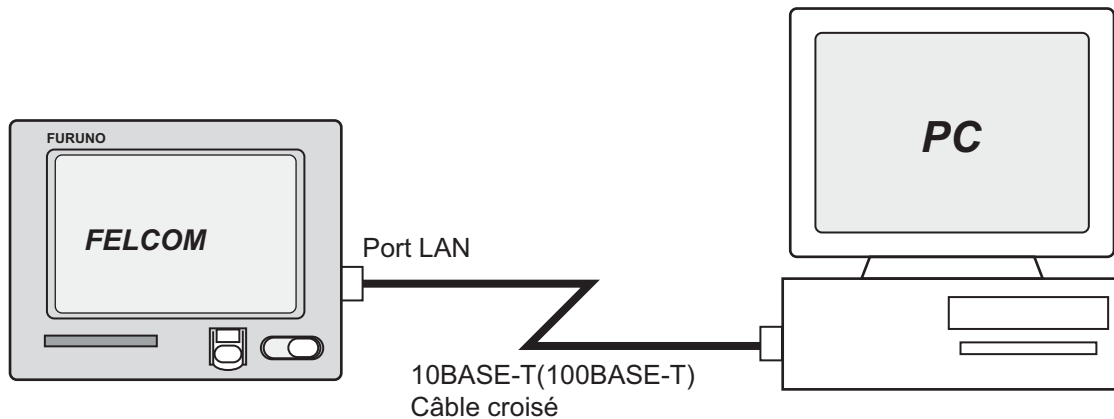 FURUNO
FELCOM
Port LAN
PC
10BASE-T(100BASE-T)
Câble croisé